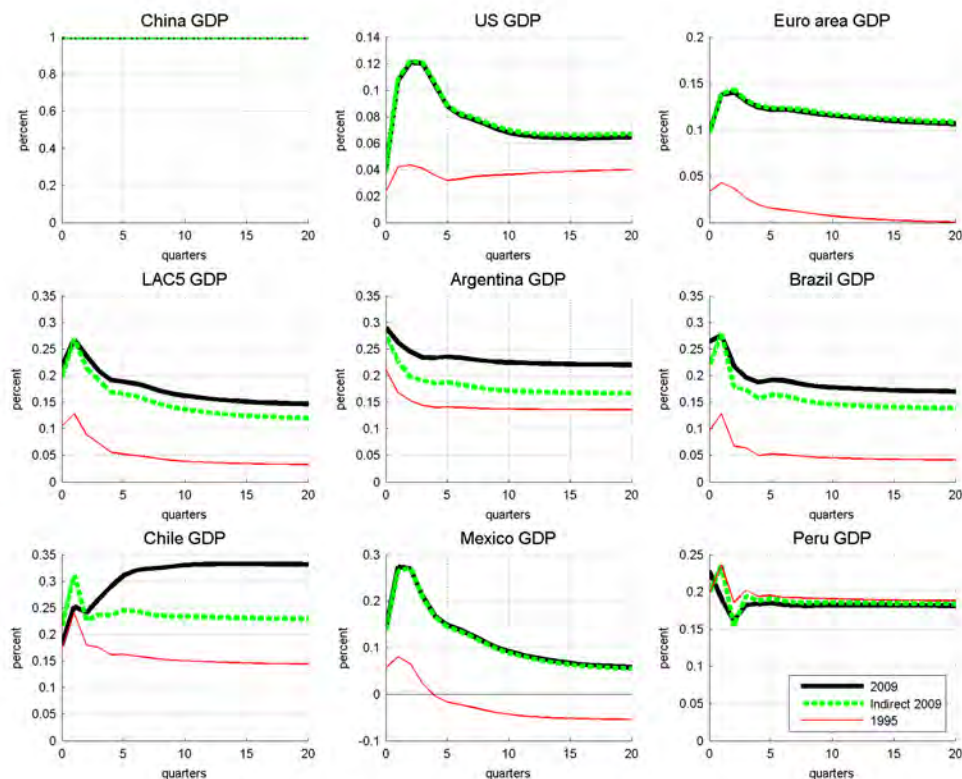 China GDP
1
0.8
0.6
0.4
0.2
0
percent
0 5 10 15 20
quarters
US GDP
0.14
0.12
0.1
0.08
0.06
0.04
0.02
0
percent
0 5 10 15 20
quarters
Euro area GDP
0.2
0.15
0.1
0.05
0
percent
0 5 10 15 20
quarters
LAC5 GDP
0.35
0.3
0.25
0.2
0.15
0.1
0.05
0
percent
0 5 10 15 20
quarters
Argentina GDP
0.35
0.3
0.25
0.2
0.15
0.1
0.05
0
percent
0 5 10 15 20
quarters
Brazil GDP
0.35
0.3
0.25
0.2
0.15
0.1
0.05
0
percent
0 5 10 15 20
quarters
Chile GDP
0.35
0.3
0.25
0.2
0.15
0.1
0.05
0
percent
0 5 10 15 20
quarters
Mexico GDP
0.3
0.2
0.1
0
-0.1
percent
0 5 10 15 20
quarters
Peru GDP
0.25
0.2
0.15
0.1
0.05
0
percent
0 5 10 15 20
quarters
2009
Indirect 2009
1995